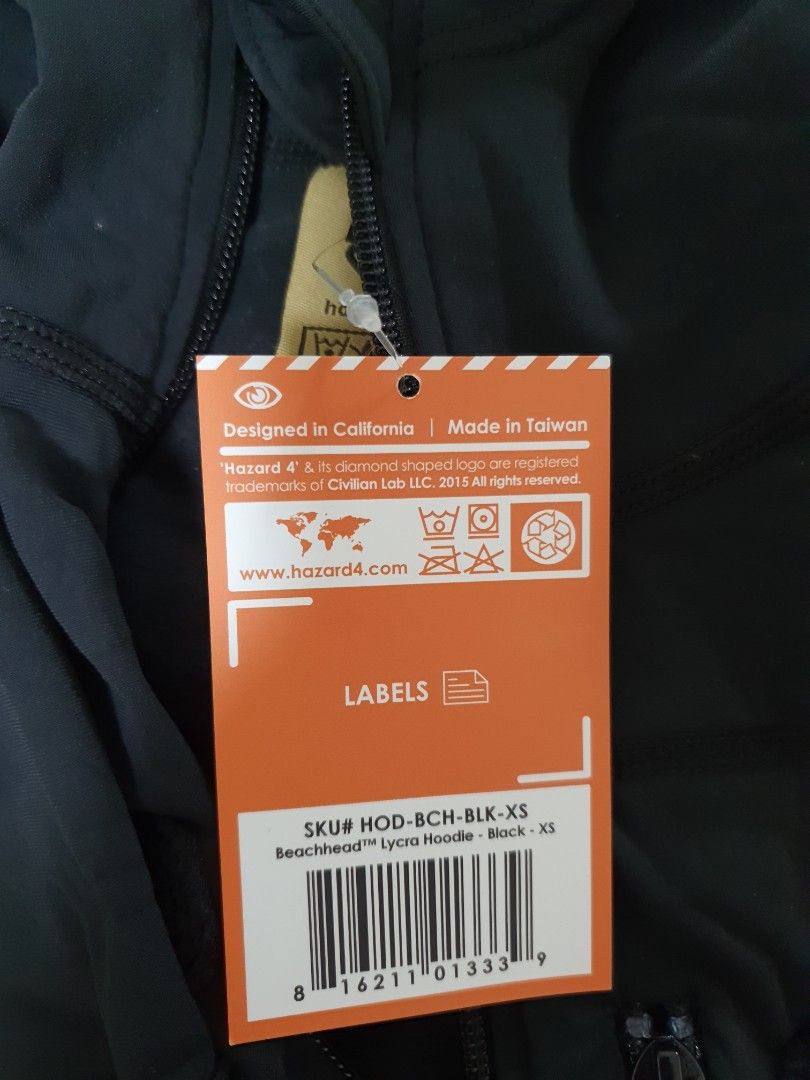 Designed in California | Made in Taiwan
'Hazard 4' & its diamond shaped logo are registered
trademarks of Civilian Lab LLC. 2015 All rights reserved.
www.hazard4.com
LABELS
SKU# HOD-BCH-BLK-XS
Beachhead™ Lycra Hoodie - Black - XS
8 16211 01333 9